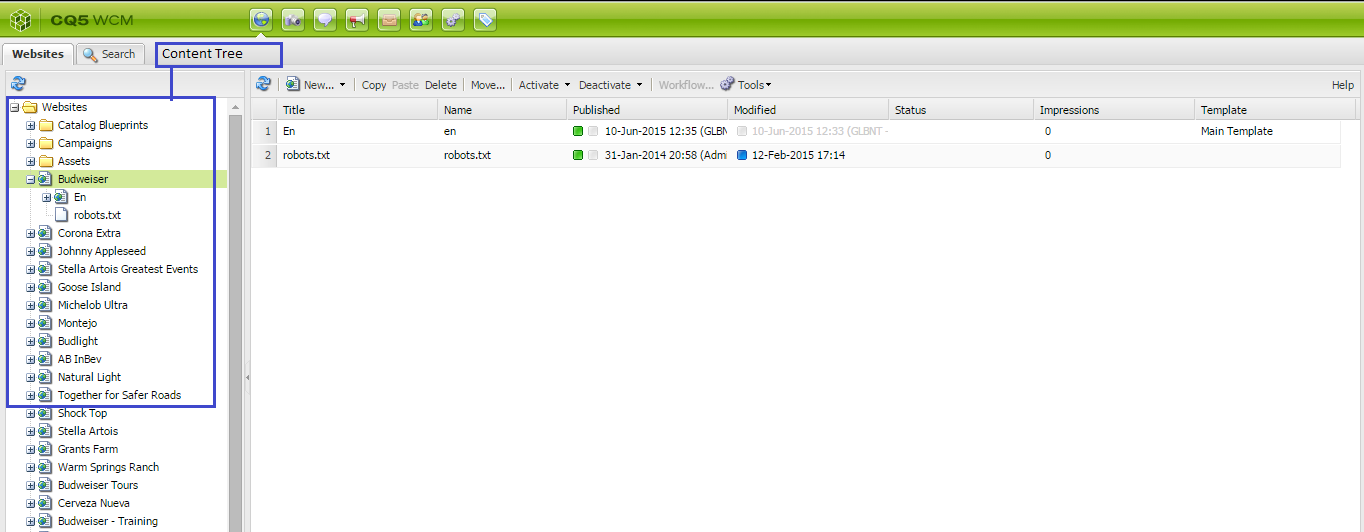 CQ5 WCM
Websites Search Content Tree
New... Copy Paste Delete Move... Activate Deactivate Workflow... Tools Help
Websites
Catalog Blueprints
Campaigns
Assets
Budweiser
En
robots.txt
Corona Extra
Johnny Appleseed
Stella Artois Greatest Events
Goose Island
Michelob Ultra
Montejo
Budlight
AB InBev
Natural Light
Together for Safer Roads
Shock Top
Stella Artois
Grants Farm
Warm Springs Ranch
Budweiser Tours
Cerveza Nueva
Budweiser - Training
Title Name Published Modified Status Impressions Template
1 En en 10-Jun-2015 12:35 (GLBN 10-Jun-2015 12:33 (GLBNT - 0 Main Template
2 robots.txt robots.txt 31-Jan-2014 20:58 (Admi 12-Feb-2015 17:14 0